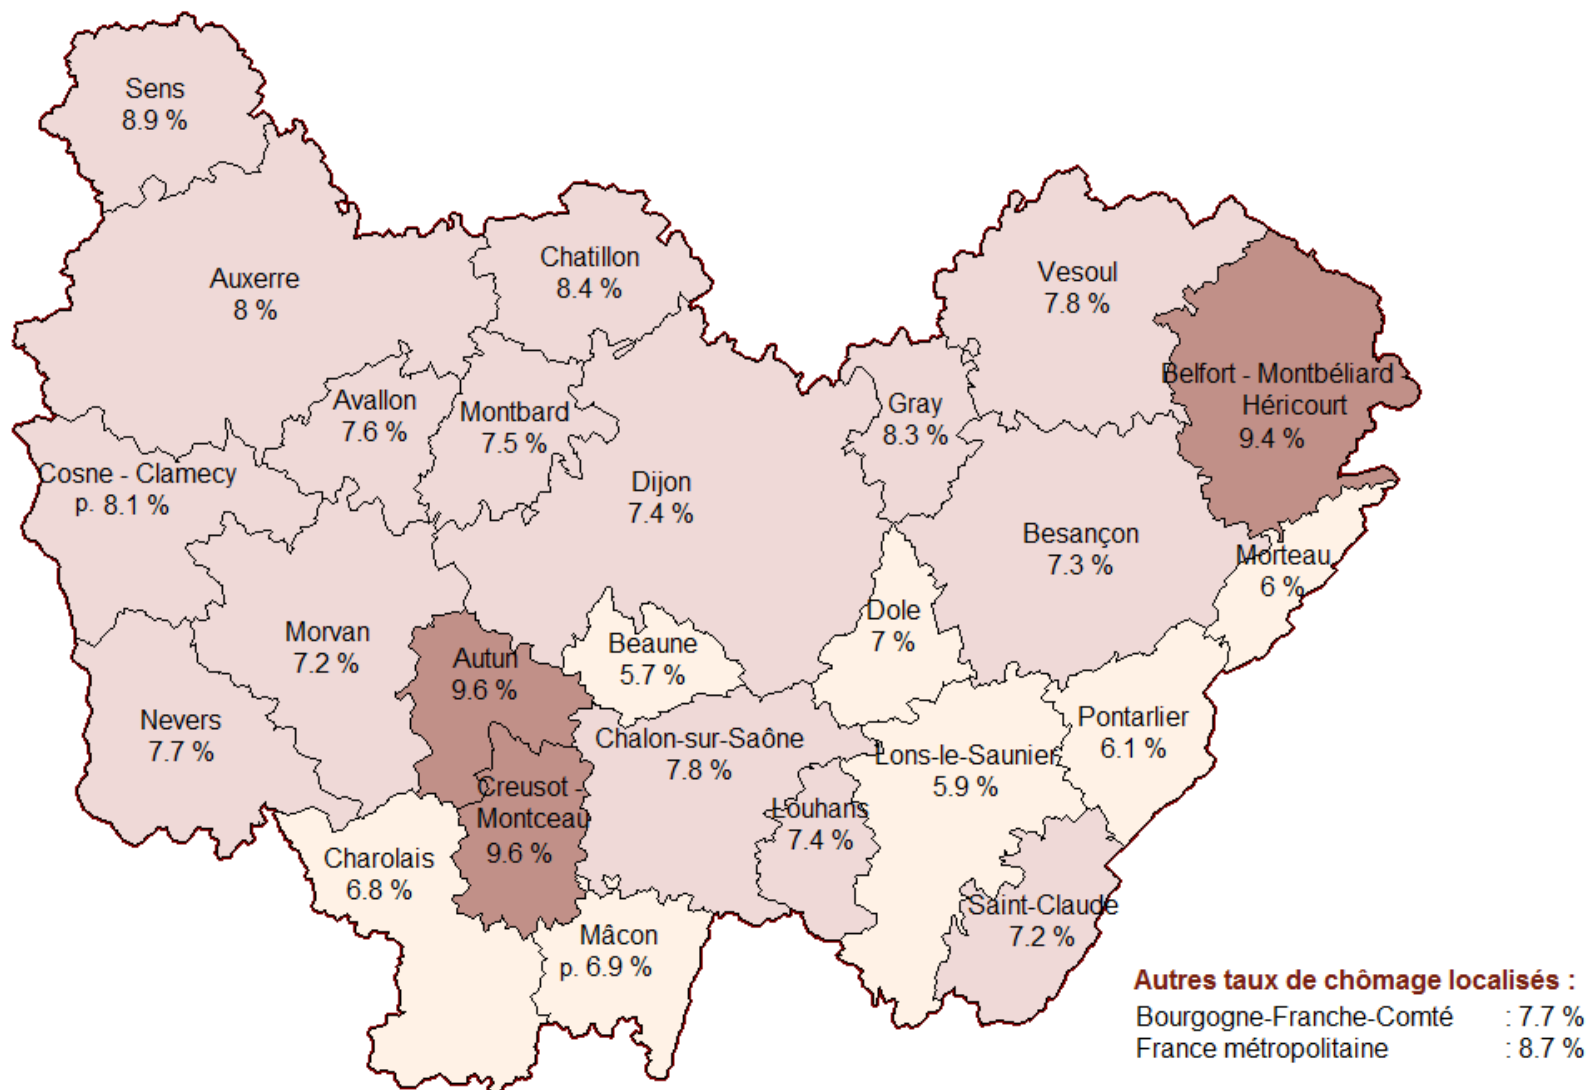 Sens
8.9 %
Auxerre
8 %
Chatillon
8.4 %
Vesoul
7.8 %
Belfort - Montbéliard -
Héricourt
9.4 %
Avallon
7.6 %
Montbard
7.5 %
Gray
8.3 %
Cosne - Clamecy
p. 8.1 %
Dijon
7.4 %
Besançon
7.3 %
Morteau
6 %
Morvan
7.2 %
Autun
9.6 %
Beaune
5.7 %
Dole
7 %
Nevers
7.7 %
Chalon-sur-Saône
7.8 %
Lons-le-Saunier
5.9 %
Pontarlier
6.1 %
Creusot -
Montceau
9.6 %
Louhans
7.4 %
Charolais
6.8 %
Mâcon
p. 6.9 %
Saint-Claude
7.2 %
Autres taux de chômage localisés :
Bourgogne-Franche-Comté : 7.7 %
France métropolitaine : 8.7 %